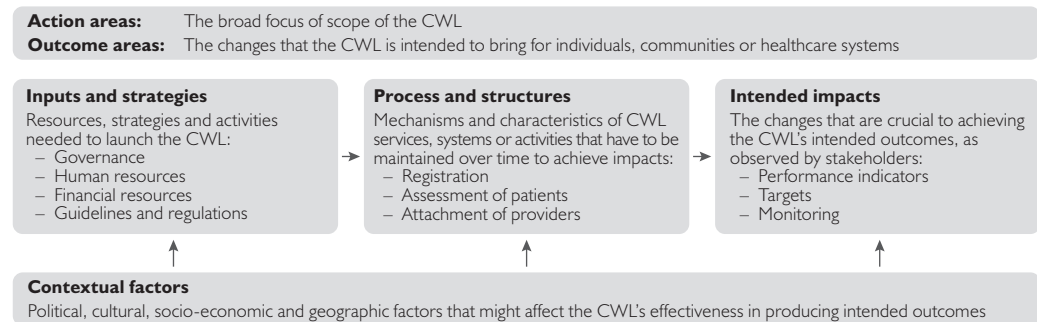 Action areas: The broad focus of scope of the CWL
Outcome areas: The changes that the CWL is intended to bring for individuals, communities or healthcare systems
Inputs and strategies
Resources, strategies and activities
needed to launch the CWL:
– Governance
– Human resources
– Financial resources
– Guidelines and regulations
Process and structures
Mechanisms and characteristics of CWL
services, systems or activities that have to be
maintained over time to achieve impacts:
– Registration
– Assessment of patients
– Attachment of providers
Intended impacts
The changes that are crucial to achieving
the CWL's intended outcomes, as
observed by stakeholders:
– Performance indicators
– Targets
– Monitoring
Contextual factors
Political, cultural, socio-economic and geographic factors that might affect the CWL's effectiveness in producing intended outcomes